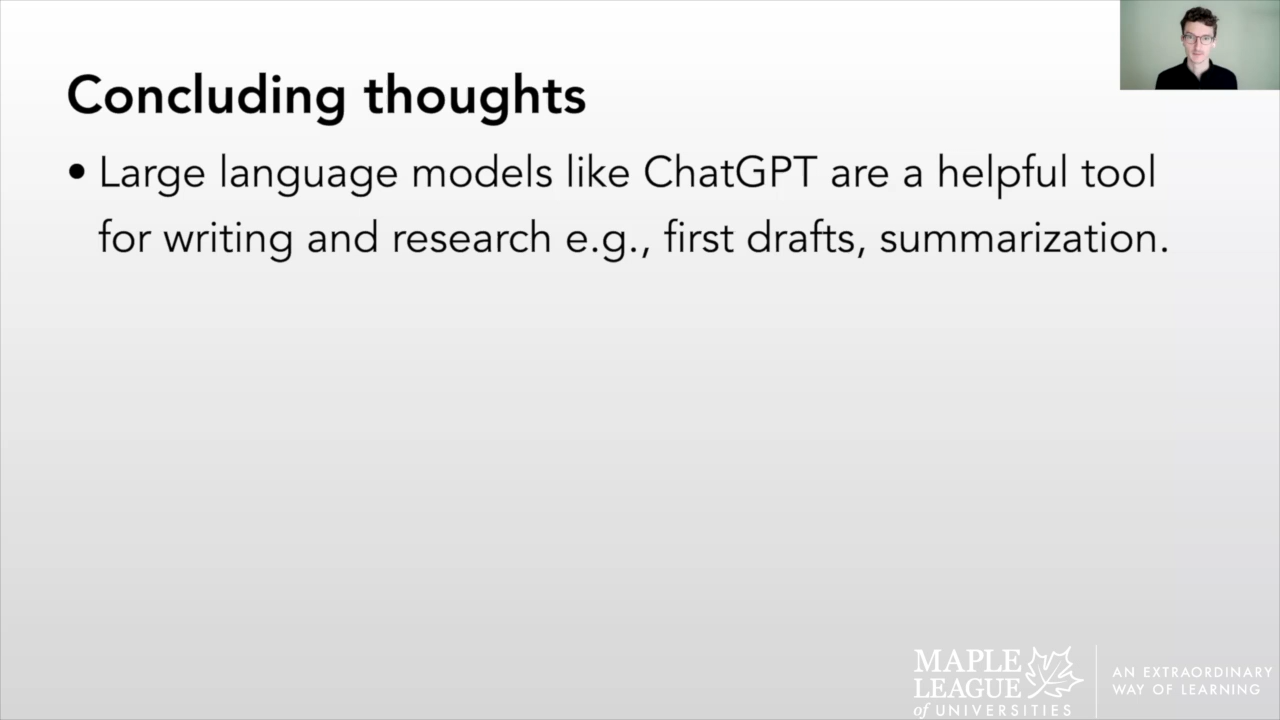 Concluding thoughts
• Large language models like ChatGPT are a helpful tool
for writing and research e.g., first drafts, summarization.
MAPLE
LEAGUE
of UNIVERSITIES
AN EXTRAORDINARY
WAY OF LEARNING